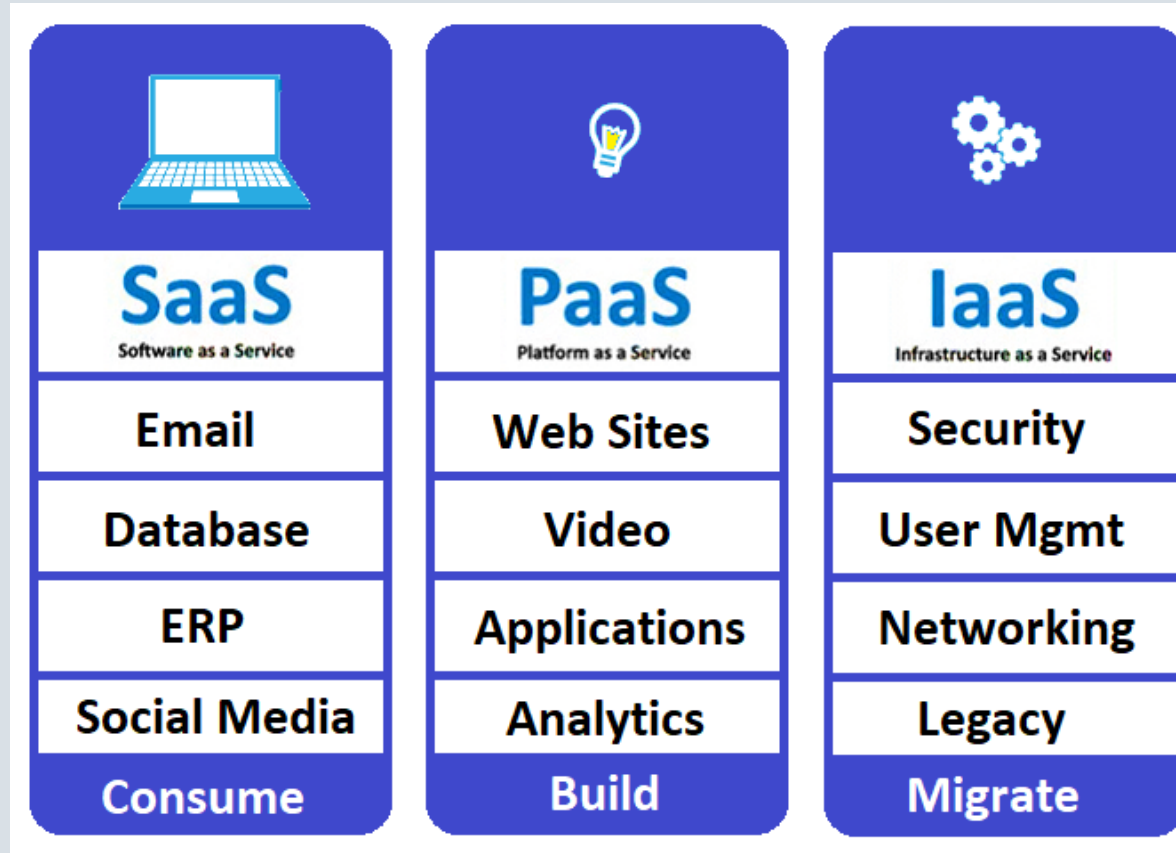 SaaS
Software as a Service
Email
Database
ERP
Social Media
Consume
PaaS
Platform as a Service
Web Sites
Video
Applications
Analytics
Build
IaaS
Infrastructure as a Service
Security
User Mgmt
Networking
Legacy
Migrate